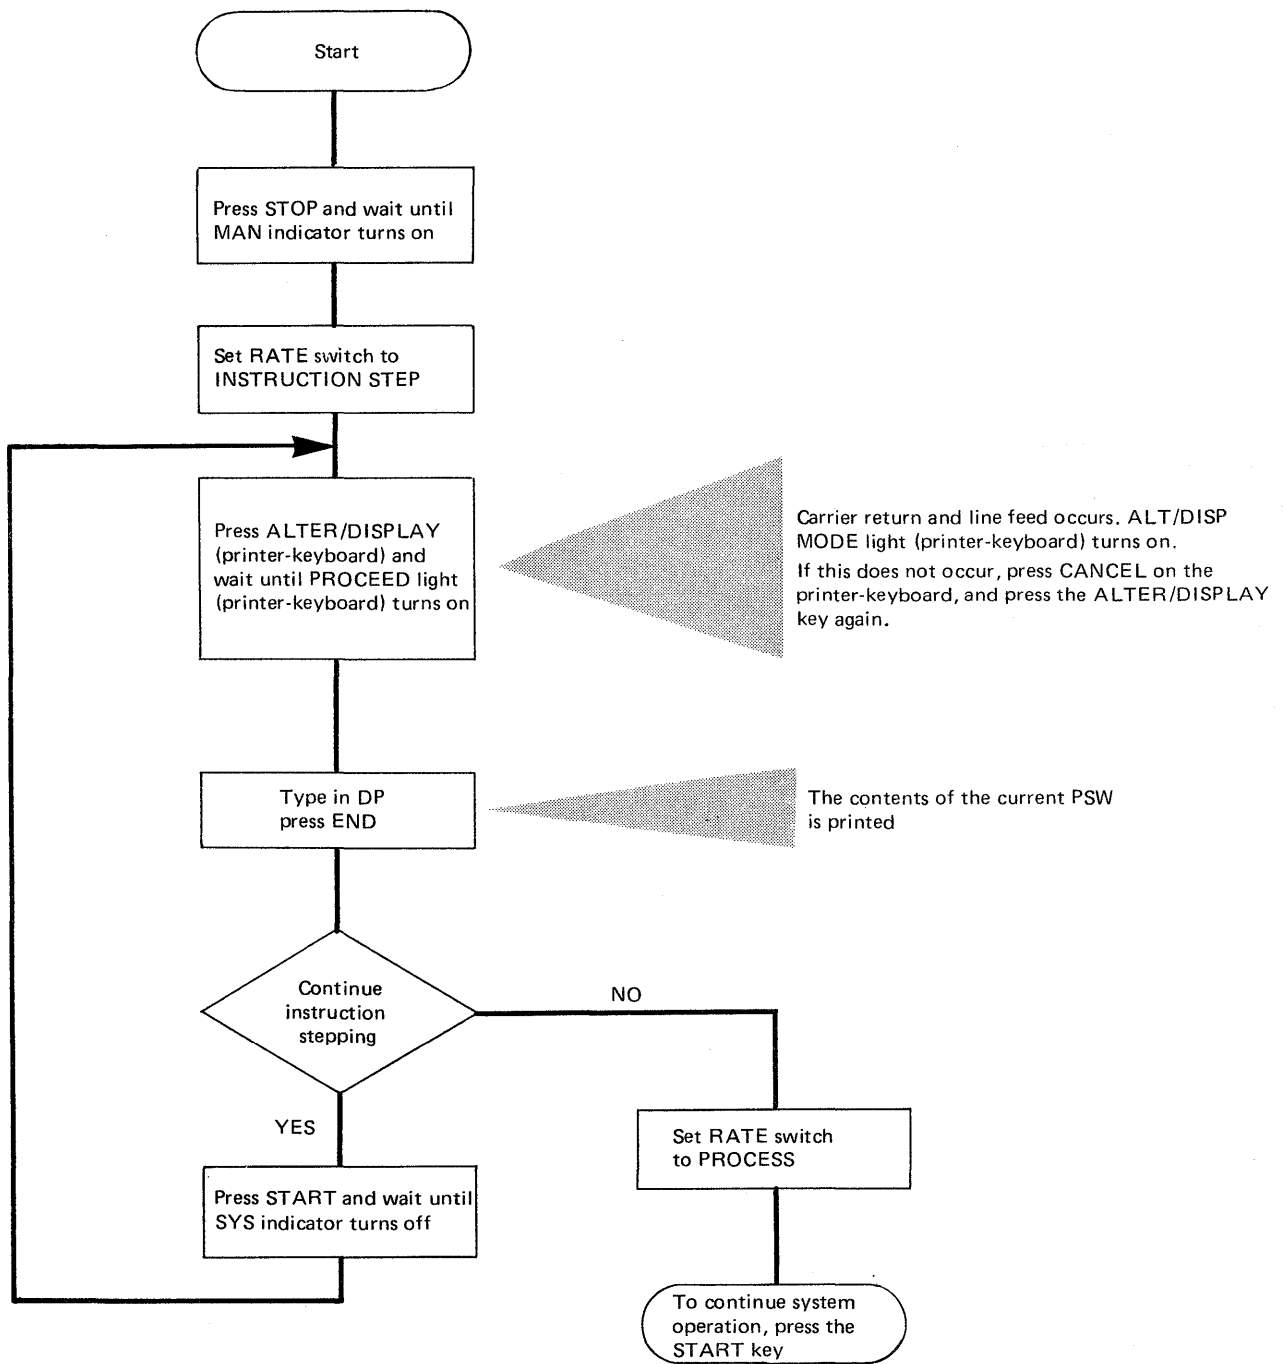 Start
Press STOP and wait until
MAN indicator turns on
Set RATE switch to
INSTRUCTION STEP
Press ALTER/DISPLAY
(printer-keyboard) and
wait until PROCEED light
(printer-keyboard) turns on
Carrier return and line feed occurs. ALT/DISP
MODE light (printer-keyboard) turns on.
If this does not occur, press CANCEL on the
printer-keyboard, and press the ALTER/DISPLAY
key again.
Type in DP
press END
The contents of the current PSW
is printed
Continue
instruction
stepping
NO
YES
Set RATE switch
to PROCESS
Press START and wait until
SYS indicator turns off
To continue system
operation, press the
START key